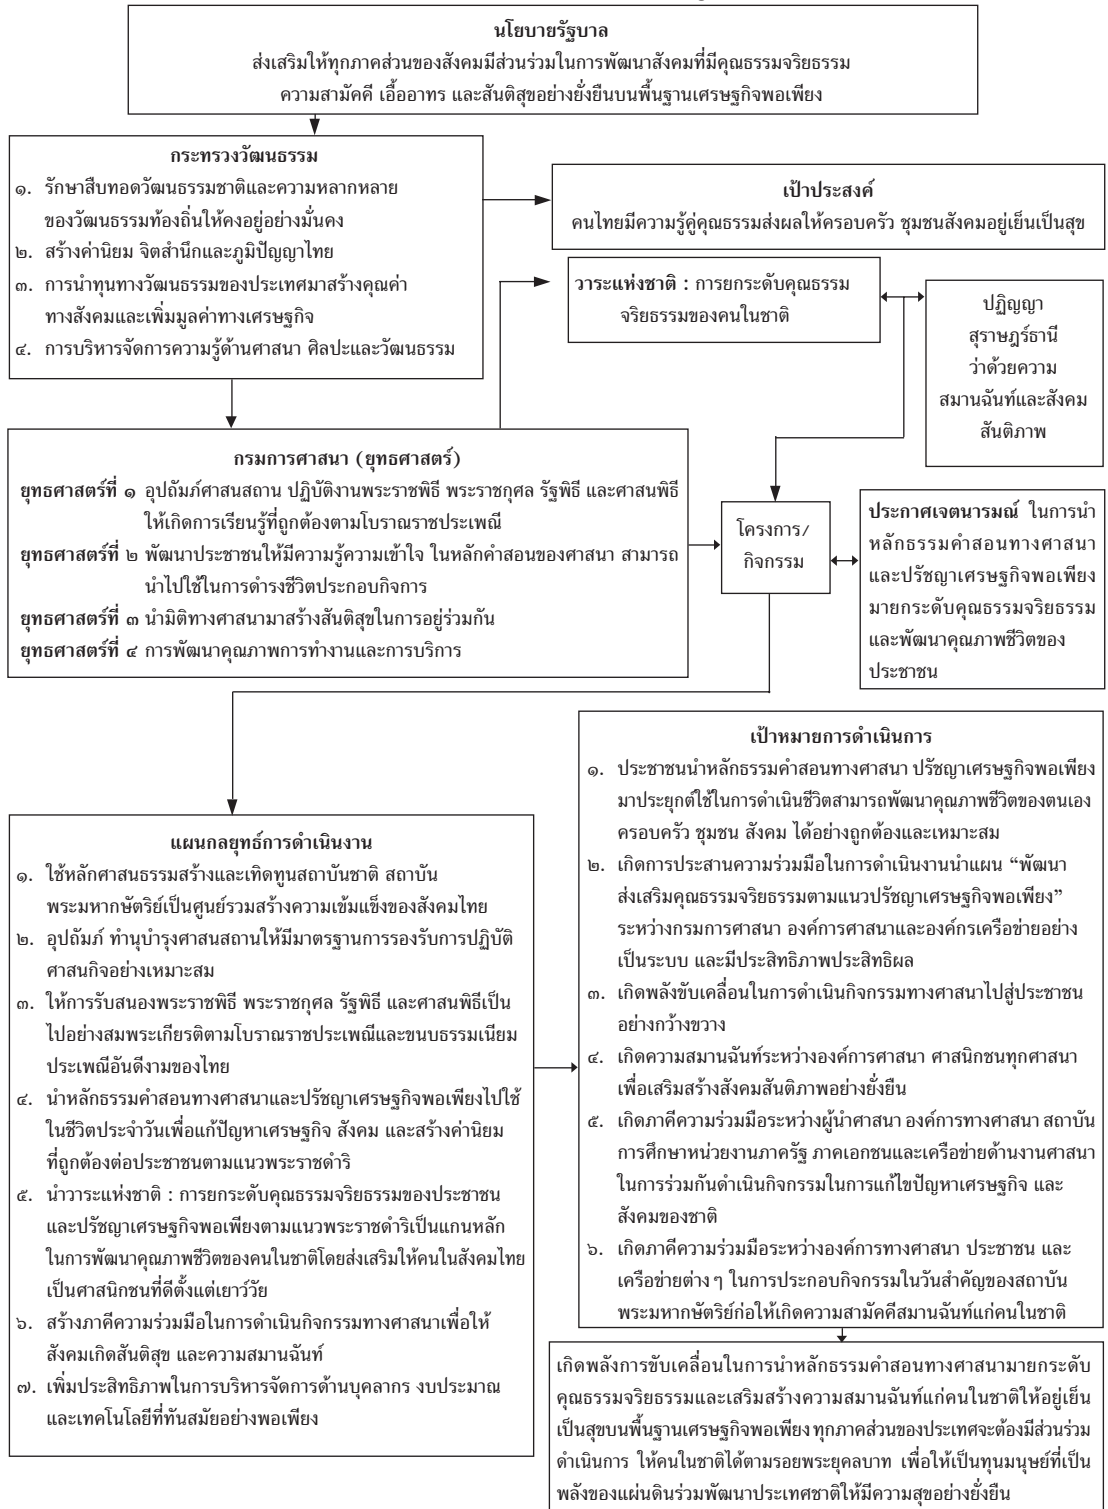 นโยบายรัฐบาล
ส่งเสริมให้ทุกภาคส่วนของสังคมมีส่วนร่วมในการพัฒนาสังคมที่มีคุณธรรมจริยธรรม
ความสามัคคี เอื้ออาทร และสันติสุขอย่างยั่งยืนบนพื้นฐานเศรษฐกิจพอเพียง
กระทรวงวัฒนธรรม
๑. รักษาสืบทอดวัฒนธรรมชาติและความหลากหลาย
ของวัฒนธรรมท้องถิ่นให้คงอยู่อย่างมั่นคง
๒. สร้างค่านิยม จิตสำนึกและภูมิปัญญาไทย
๓. การนำทุนทางวัฒนธรรมของประเทศมาสร้างคุณค่า
ทางสังคมและเพิ่มมูลค่าทางเศรษฐกิจ
๔. การบริหารจัดการความรู้ด้านศาสนา ศิลปะและวัฒนธรรม
เป้าประสงค์
คนไทยมีความรู้คู่คุณธรรมส่งผลให้ครอบครัว ชุมชนสังคมอยู่เย็นเป็นสุข
วาระแห่งชาติ : การยกระดับคุณธรรม
จริยธรรมของคนในชาติ
ปฏิญญา
สุราษฎร์ธานี
ว่าด้วยความ
สมานฉันท์และสังคม
สันติภาพ
กรมการศาสนา (ยุทธศาสตร์)
ยุทธศาสตร์ที่ ๑ อุปถัมภ์ศาสนสถาน ปฏิบัติงานพระราชพิธี พระราชกุศล รัฐพิธี และศาสนพิธี
ให้เกิดการเรียนรู้ที่ถูกต้องตามโบราณราชประเพณี
ยุทธศาสตร์ที่ ๒ พัฒนาประชาชนให้มีความรู้ความเข้าใจ ในหลักคำสอนของศาสนา สามารถ
นำไปใช้ในการดำรงชีวิตประกอบกิจการ
ยุทธศาสตร์ที่ ๓ นำมิติทางศาสนามาสร้างสันติสุขในการอยู่ร่วมกัน
ยุทธศาสตร์ที่ ๔ การพัฒนาคุณภาพการทำงานและการบริการ
โครงการ/
กิจกรรม
ประกาศเจตนารมณ์ ในการนำ
หลักธรรมคำสอนทางศาสนา
และปรัชญาเศรษฐกิจพอเพียง
มายกระดับคุณธรรมจริยธรรม
และพัฒนาคุณภาพชีวิตของ
ประชาชน
แผนกลยุทธ์การดำเนินงาน
๑. ใช้หลักศาสนธรรมสร้างและเทิดทูนสถาบันชาติ สถาบัน
พระมหากษัตริย์เป็นศูนย์รวมสร้างความเข้มแข็งของสังคมไทย
๒. อุปถัมภ์ ทำนุบำรุงศาสนสถานให้มีมาตรฐานการรองรับการปฏิบัติ
ศาสนกิจอย่างเหมาะสม
๓. ให้การรับสนองพระราชพิธี พระราชกุศล รัฐพิธี และศาสนพิธีเป็น
ไปอย่างสมพระเกียรติตามโบราณราชประเพณีและขนบธรรมเนียม
ประเพณีอันดีงามของไทย
๔. นำหลักธรรมคำสอนทางศาสนาและปรัชญาเศรษฐกิจพอเพียงไปใช้
ในชีวิตประจำวันเพื่อแก้ปัญหาเศรษฐกิจ สังคม และสร้างค่านิยม
ที่ถูกต้องต่อประชาชนตามแนวพระราชดำริ
๕. นำวาระแห่งชาติ : การยกระดับคุณธรรมจริยธรรมของประชาชน
และปรัชญาเศรษฐกิจพอเพียงตามแนวพระราชดำริเป็นแกนหลัก
ในการพัฒนาคุณภาพชีวิตของคนในชาติโดยส่งเสริมให้คนในสังคมไทย
เป็นศาสนิกชนที่ดีตั้งแต่เยาว์วัย
๖. สร้างภาคีความร่วมมือในการดำเนินกิจกรรมทางศาสนาเพื่อให้
สังคมเกิดสันติสุข และความสมานฉันท์
๗. เพิ่มประสิทธิภาพในการบริหารจัดการด้านบุคลากร งบประมาณ
และเทคโนโลยีที่ทันสมัยอย่างพอเพียง
เป้าหมายการดำเนินการ
๑. ประชาชนนำหลักธรรมคำสอนทางศาสนา ปรัชญาเศรษฐกิจพอเพียง
มาประยุกต์ใช้ในการดำเนินชีวิตสามารถพัฒนาคุณภาพชีวิตของตนเอง
ครอบครัว ชุมชน สังคม ได้อย่างถูกต้องและเหมาะสม
๒. เกิดการประสานความร่วมมือในการดำเนินงานนำแผน “พัฒนา
ส่งเสริมคุณธรรมจริยธรรมตามแนวปรัชญาเศรษฐกิจพอเพียง”
ระหว่างกรมการศาสนา องค์การศาสนาและองค์กรเครือข่ายอย่าง
เป็นระบบ และมีประสิทธิภาพประสิทธิผล
๓. เกิดพลังขับเคลื่อนในการดำเนินกิจกรรมทางศาสนาไปสู่ประชาชน
อย่างกว้างขวาง
๔. เกิดความสมานฉันท์ระหว่างองค์การศาสนา ศาสนิกชนทุกศาสนา
เพื่อเสริมสร้างสังคมสันติภาพอย่างยั่งยืน
๕. เกิดภาคีความร่วมมือระหว่างผู้นำศาสนา องค์การทางศาสนา สถาบัน
การศึกษาหน่วยงานภาครัฐ ภาคเอกชนและเครือข่ายด้านงานศาสนา
ในการร่วมกันดำเนินกิจกรรมในการแก้ไขปัญหาเศรษฐกิจ และ
สังคมของชาติ
๖. เกิดภาคีความร่วมมือระหว่างองค์การทางศาสนา ประชาชน และ
เครือข่ายต่าง ๆ ในการประกอบกิจกรรมในวันสำคัญของสถาบัน
พระมหากษัตริย์ก่อให้เกิดความสามัคคีสมานฉันท์แก่คนในชาติ
เกิดพลังการขับเคลื่อนในการนำหลักธรรมคำสอนทางศาสนามายกระดับ
คุณธรรมจริยธรรมและเสริมสร้างความสมานฉันท์แก่คนในชาติให้อยู่เย็น
เป็นสุขบนพื้นฐานเศรษฐกิจพอเพียง ทุกภาคส่วนของประเทศจะต้องมีส่วนร่วม
ดำเนินการ ให้คนในชาติได้ตามรอยพระยุคลบาท เพื่อให้เป็นทุนมนุษย์ที่เป็น
พลังของแผ่นดินร่วมพัฒนาประเทศชาติให้มีความสุขอย่างยั่งยืน